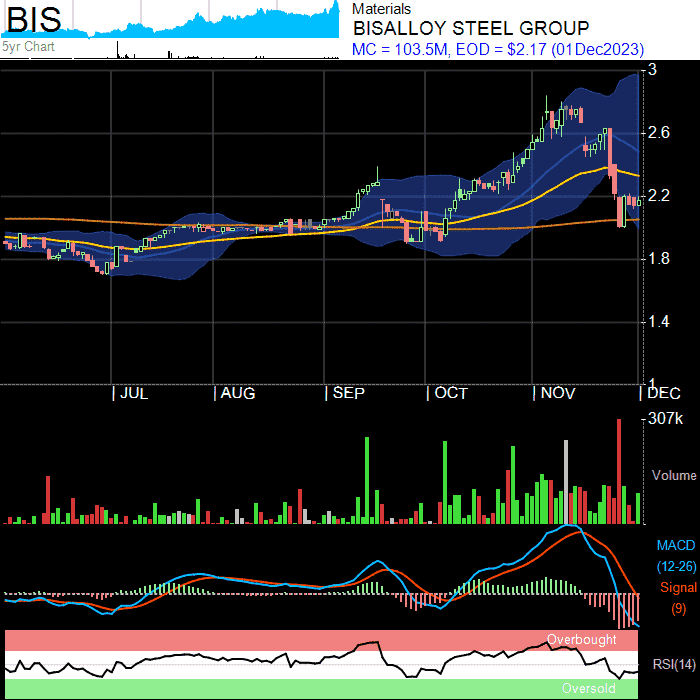 BIS
5yr Chart
Materials
BISALLOY STEEL GROUP
MC = 103.5M, EOD = $2.17 (01Dec2023)
3
2.6
2.2
1.8
1.4
1
JUL AUG SEP OCT NOV DEC
307k
Volume
MACD
(12-26)
Signal
(9)
Overbought
RSI(14)
Oversold